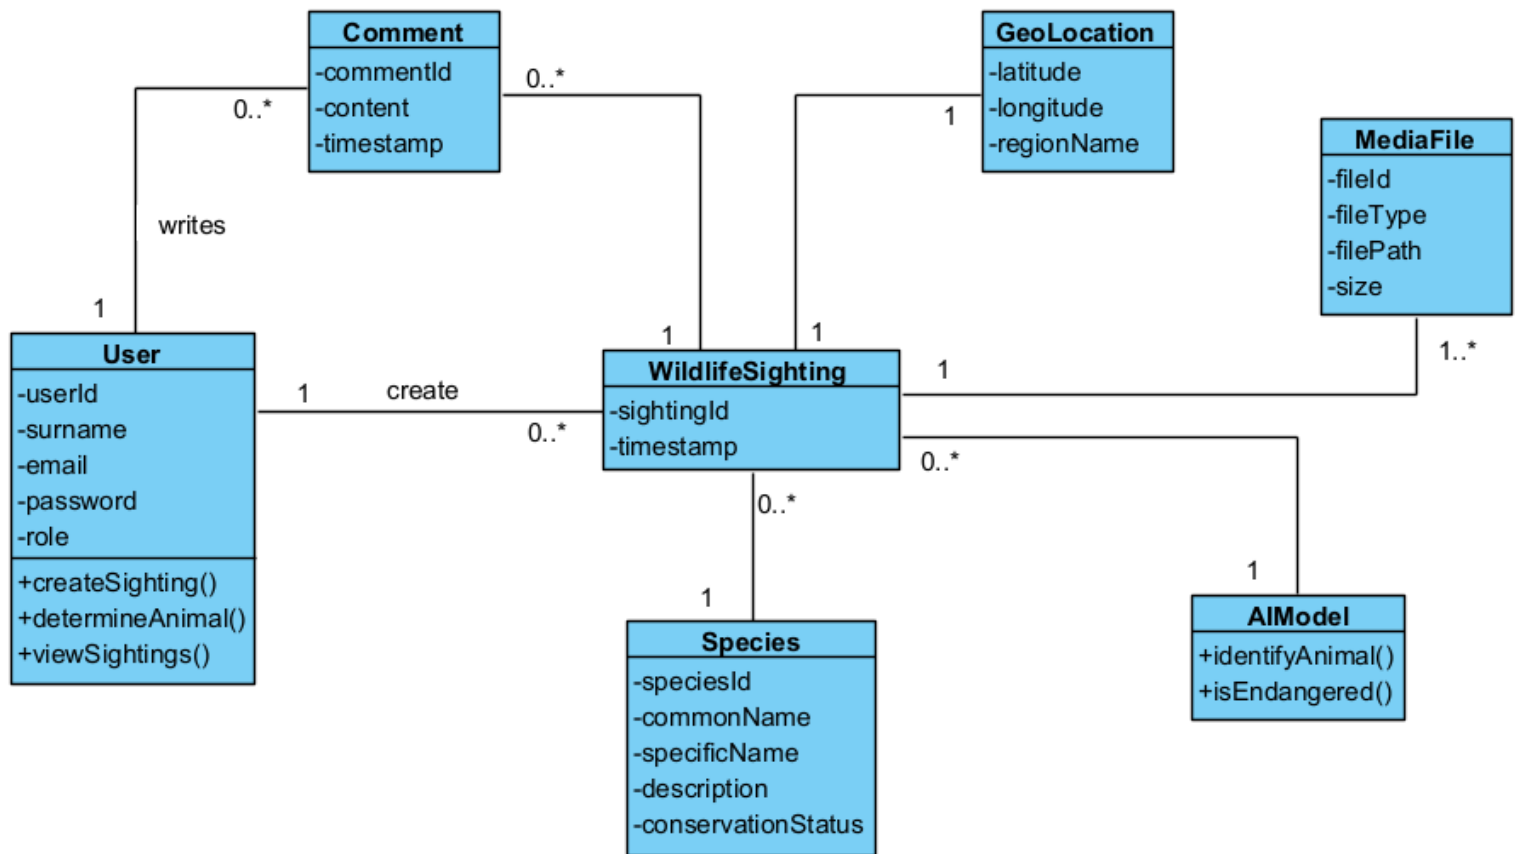 Comment
-commentId
-content
-timestamp
0..*
0..*
writes
1
1
GeoLocation
-latitude
-longitude
-regionName
1
1
MediaFile
-fileId
-fileType
-filePath
-size
1..*
1
User
-userId
-surname
-email
-password
-role
+createSighting()
+determineAnimal()
+viewSightings()
1
create
0..*
WildlifeSighting
-sightingId
-timestamp
0..*
0..*
1
1
Species
-speciesId
-commonName
-specificName
-description
-conservationStatus
AIModel
+identifyAnimal()
+isEndangered()